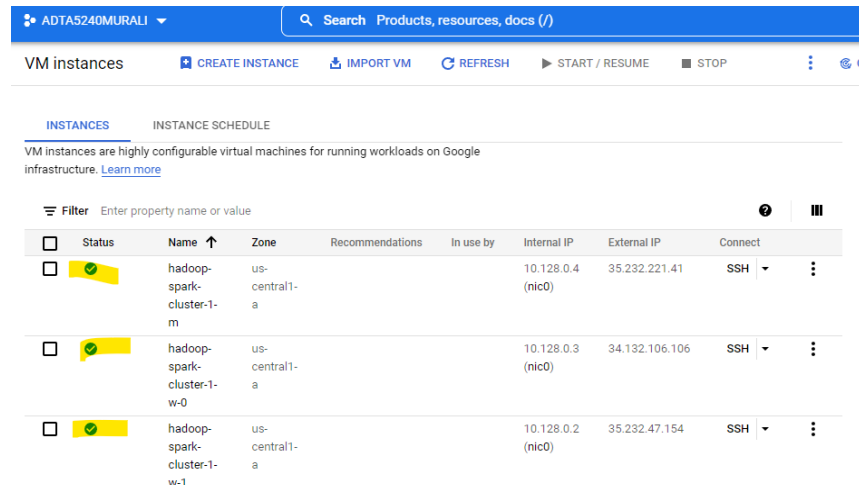 ADTA5240MURALI
Search Products, resources, docs (/)
VM instances
CREATE INSTANCE
IMPORT VM
REFRESH
START / RESUME
STOP
INSTANCES
INSTANCE SCHEDULE
VM instances are highly configurable virtual machines for running workloads on Google
infrastructure. Learn more
Filter Enter property name or value
Status Name Zone Recommendations In use by Internal IP External IP Connect
hadoop- us- 10.128.0.4 35.232.221.41 SSH
spark- central1- (nic0)
cluster-1- a
m
hadoop- us- 10.128.0.3 34.132.106.106 SSH
spark- central1- (nic0)
cluster-1- a
w-0
hadoop- us- 10.128.0.2 35.232.47.154 SSH
spark- central1- (nic0)
cluster-1- a
w-1